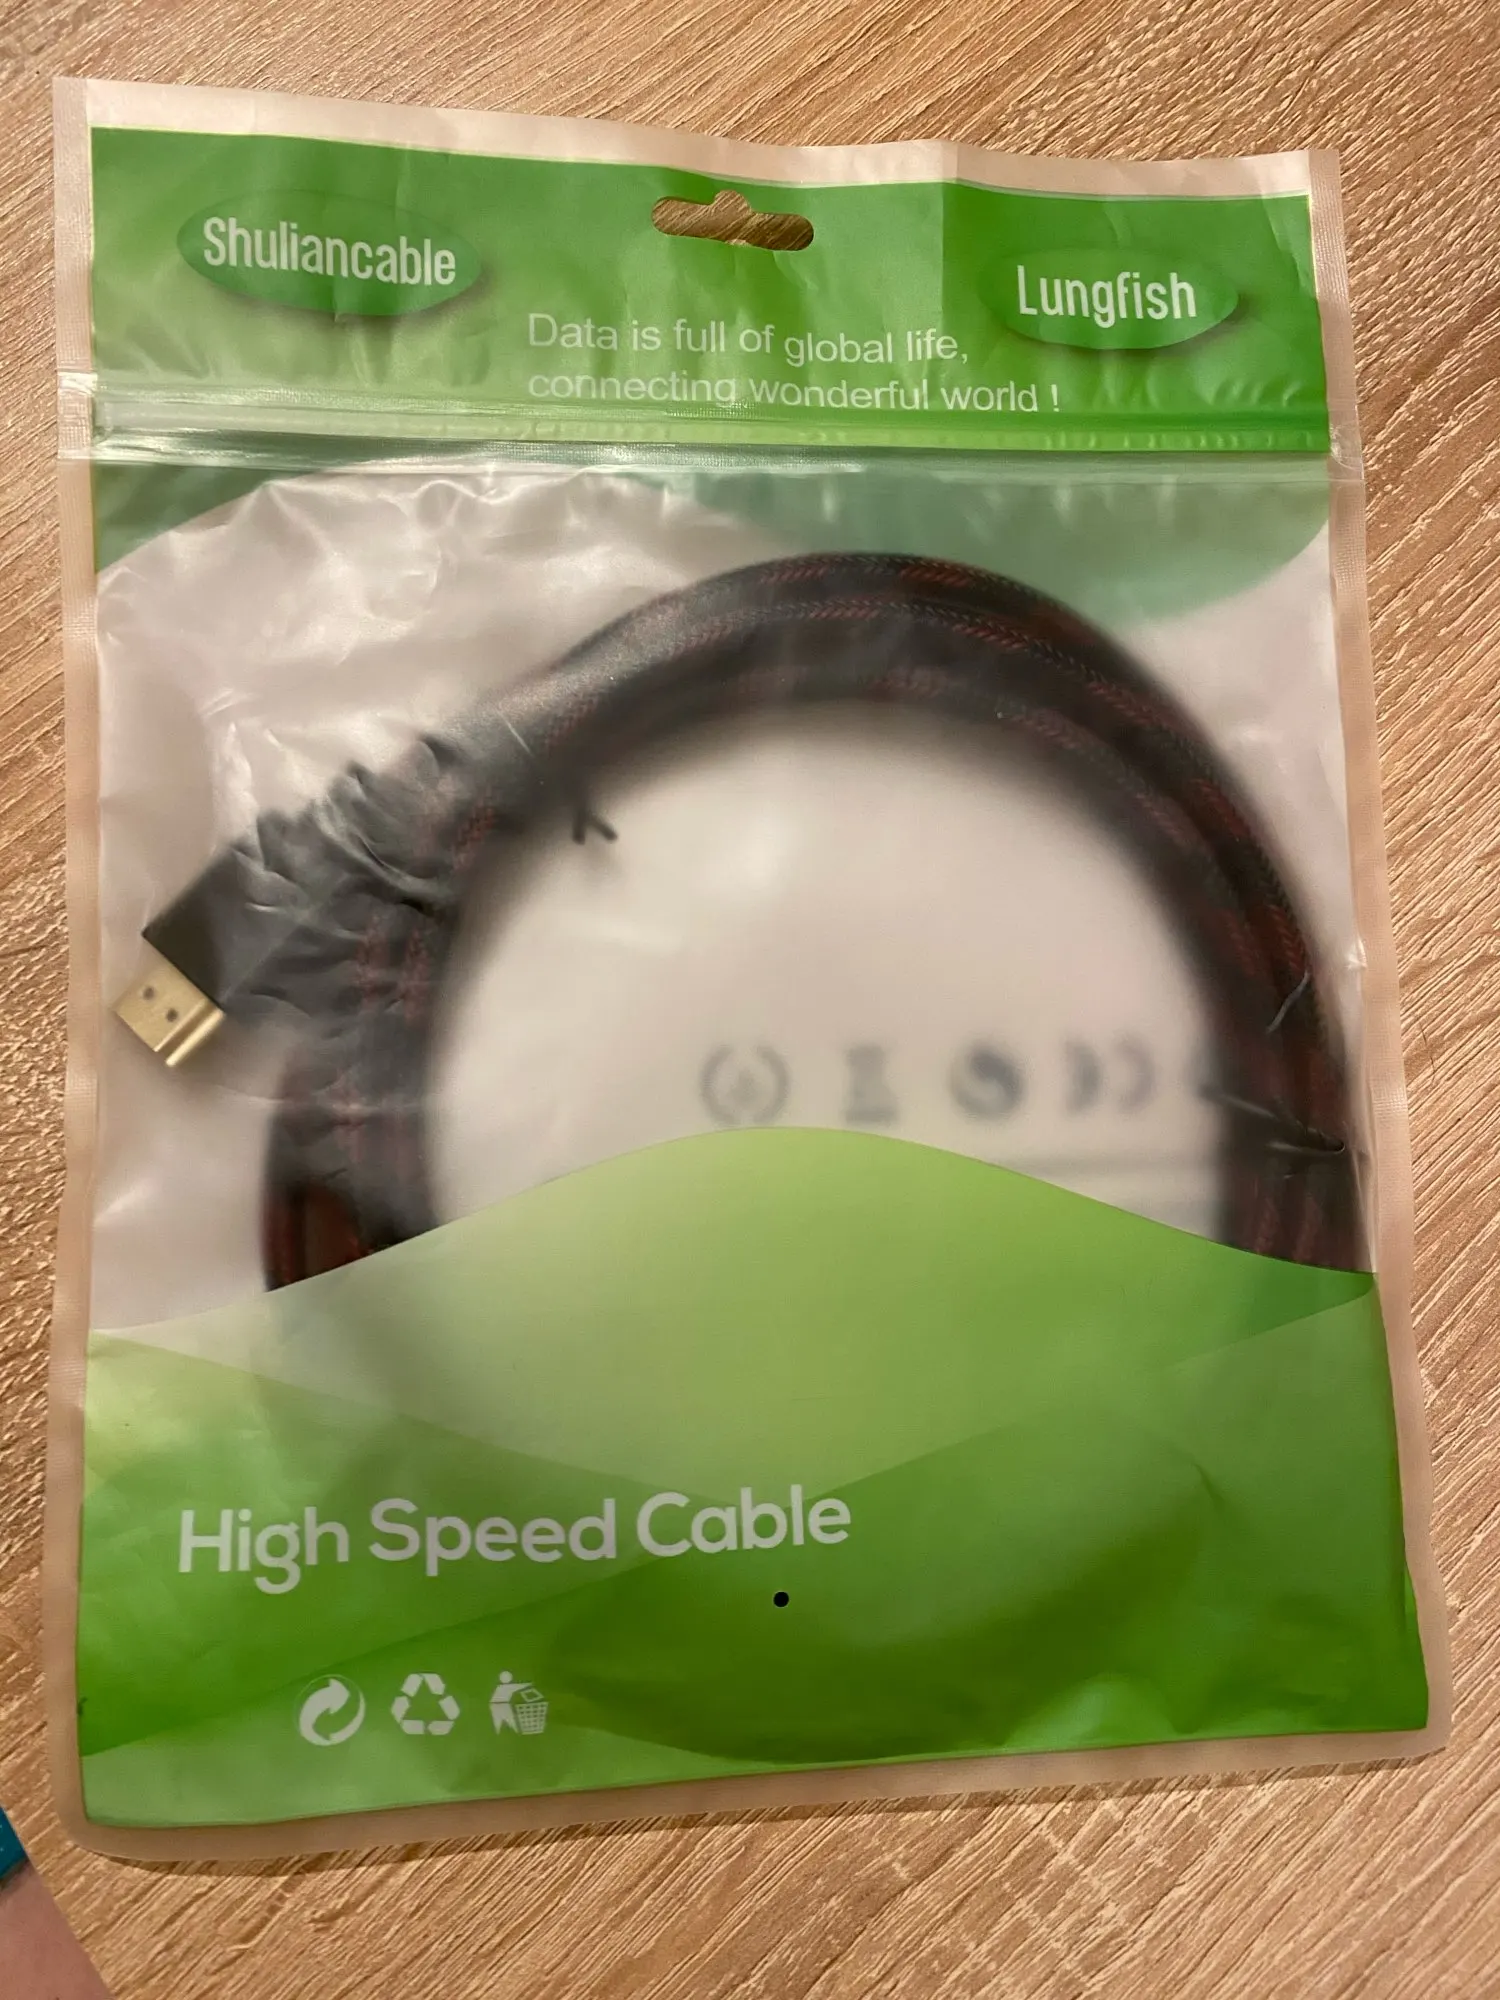 Shuliancable
Lungfish
Data is full of global life,
connecting wonderful world !
High Speed Cable